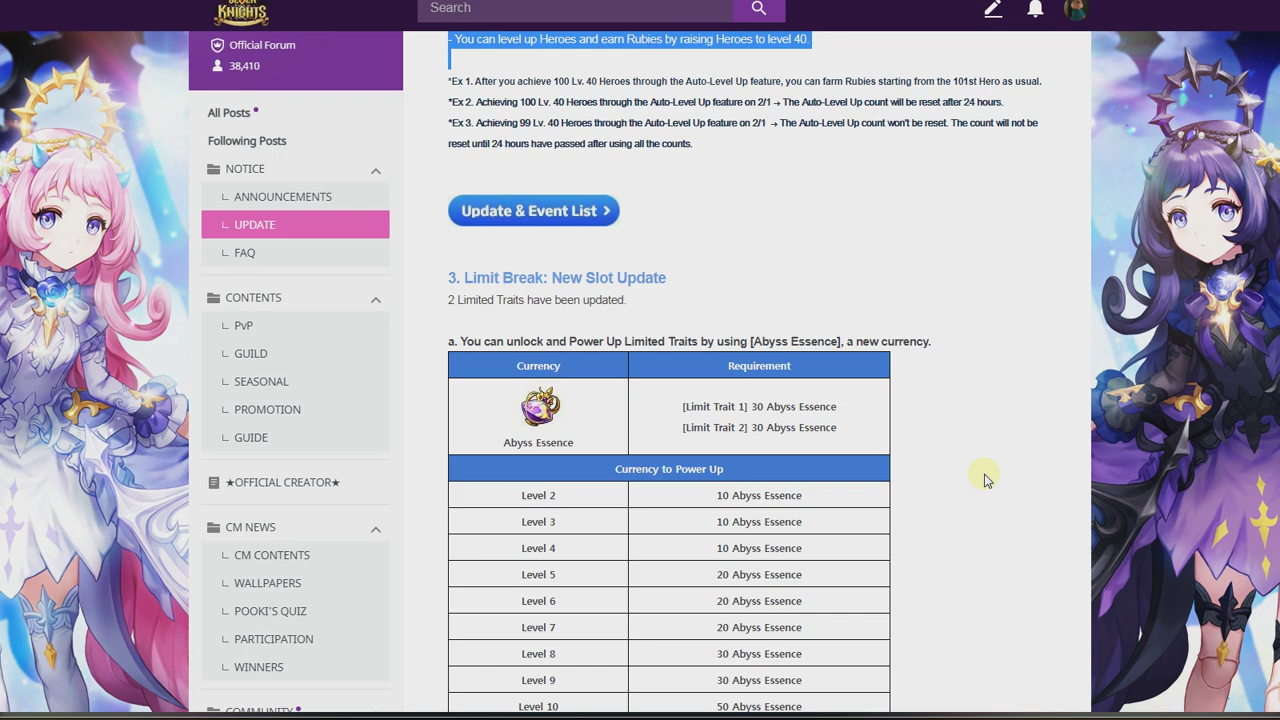 SEVEN
KNIGHTS
Search
Official Forum
38,410
All Posts
Following Posts
NOTICE
ANNOUNCEMENTS
UPDATE
FAQ
CONTENTS
PvP
GUILD
SEASONAL
PROMOTION
GUIDE
★OFFICIAL CREATOR★
CM NEWS
CM CONTENTS
WALLPAPERS
POOKI'S QUIZ
PARTICIPATION
WINNERS
COMMUNITY
- You can level up Heroes and earn Rubies by raising Heroes to level 40.
*Ex 1. After you achieve 100 Lv. 40 Heroes through the Auto-Level Up feature, you can farm Rubies starting from the 101st Hero as usual.
*Ex 2. Achieving 100 Lv. 40 Heroes through the Auto-Level Up feature on 2/1 → The Auto-Level Up count will be reset after 24 hours.
*Ex 3. Achieving 99 Lv. 40 Heroes through the Auto-Level Up feature on 2/1 → The Auto-Level Up count won't be reset. The count will not be
reset until 24 hours have passed after using all the counts.
Update & Event List >
3. Limit Break: New Slot Update
2 Limited Traits have been updated.
a. You can unlock and Power Up Limited Traits by using [Abyss Essence], a new currency.
Currency Requirement
Abyss Essence
[Limit Trait 1] 30 Abyss Essence
[Limit Trait 2] 30 Abyss Essence
Currency to Power Up
Level 2 10 Abyss Essence
Level 3 10 Abyss Essence
Level 4 10 Abyss Essence
Level 5 20 Abyss Essence
Level 6 20 Abyss Essence
Level 7 20 Abyss Essence
Level 8 30 Abyss Essence
Level 9 30 Abyss Essence
Level 10 50 Abyss Essence